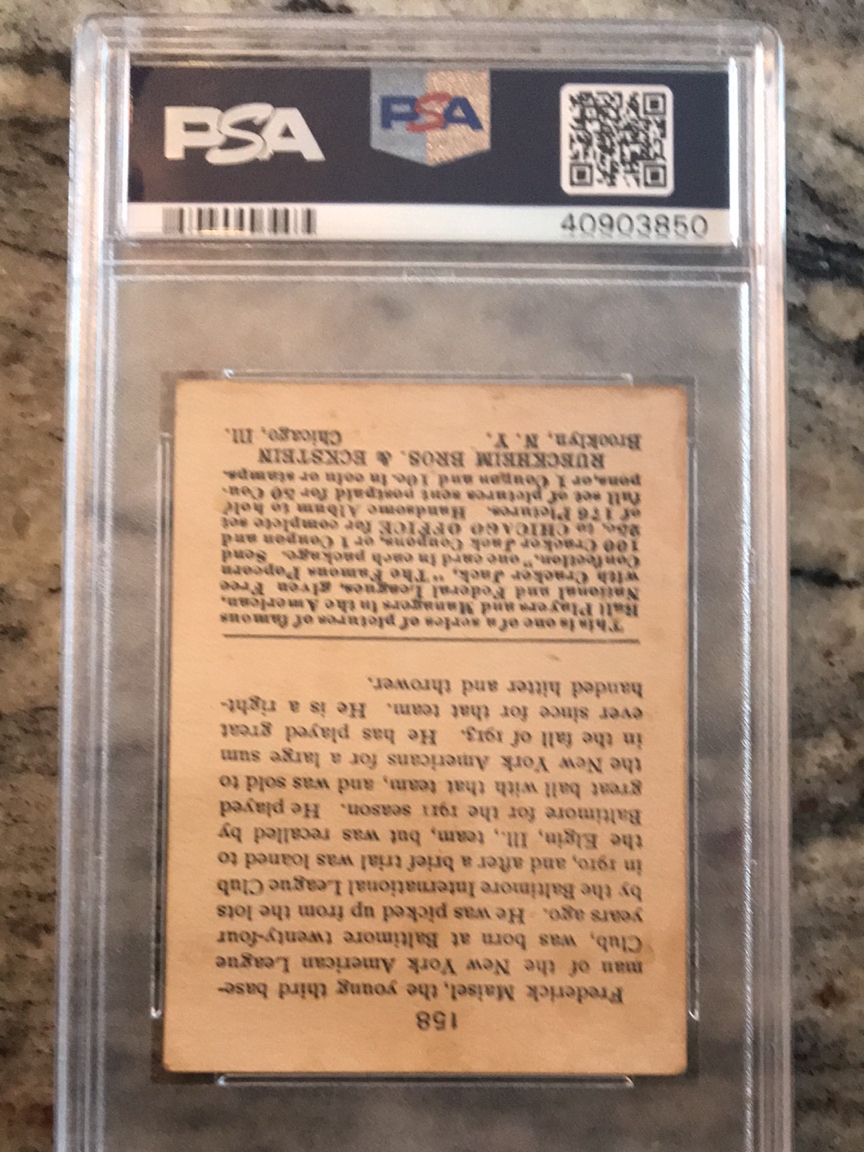 PSA
PSA
40903850
158
Frederick Maisel, the young third base-
man of the New York American League
Club, was born at Baltimore twenty-four
years ago. He was picked up from the lots
by the Baltimore International League Club
in 1910, and after a brief trial was loaned to
the Elgin, Ill., team, but was recalled by
Baltimore for the 1911 season. He played
great ball with that team, and was sold to
the New York Americans for a large sum
in the fall of 1913. He has played great
ever since for that team. He is a right-
handed hitter and thrower.
This is one of a series of pictures of famous
Ball Players and Managers in the American,
National and Federal Leagues, given Free
with Cracker Jack, "The Famous Popcorn
Confection," one card in each package. Send
100 Cracker Jack Coupons, or 1 Coupon and
25c, to CHICAGO OFFICE for complete set
of 176 Pictures. Handsome Album to hold
full set of pictures sent postpaid for 50 Cou-
pons, or 1 Coupon and 10c. in coin or stamps.
RUECKHEIM BROS. & ECKSTEIN
Brooklyn, N. Y. Chicago, Ill.